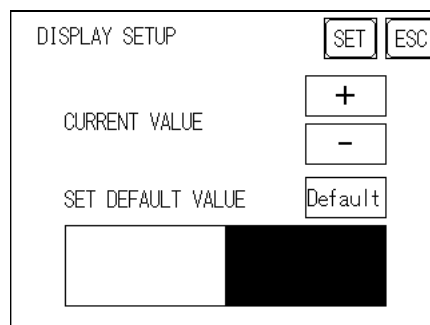 DISPLAY SETUP SET ESC
+
CURRENT VALUE
-
SET DEFAULT VALUE Default